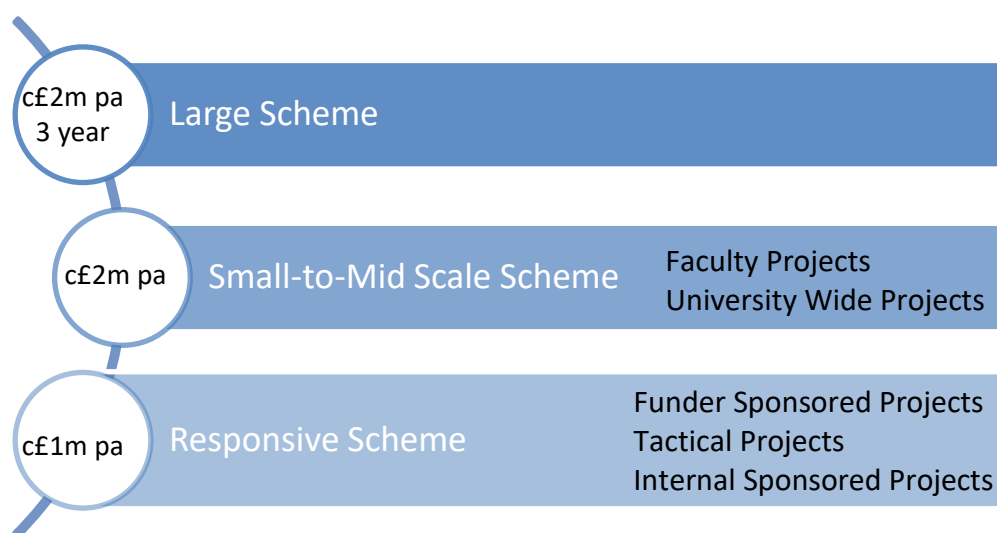 c£2m pa
3 year
Large Scheme
c£2m pa
Small-to-Mid Scale Scheme
Faculty Projects
University Wide Projects
c£1m pa
Responsive Scheme
Funder Sponsored Projects
Tactical Projects
Internal Sponsored Projects